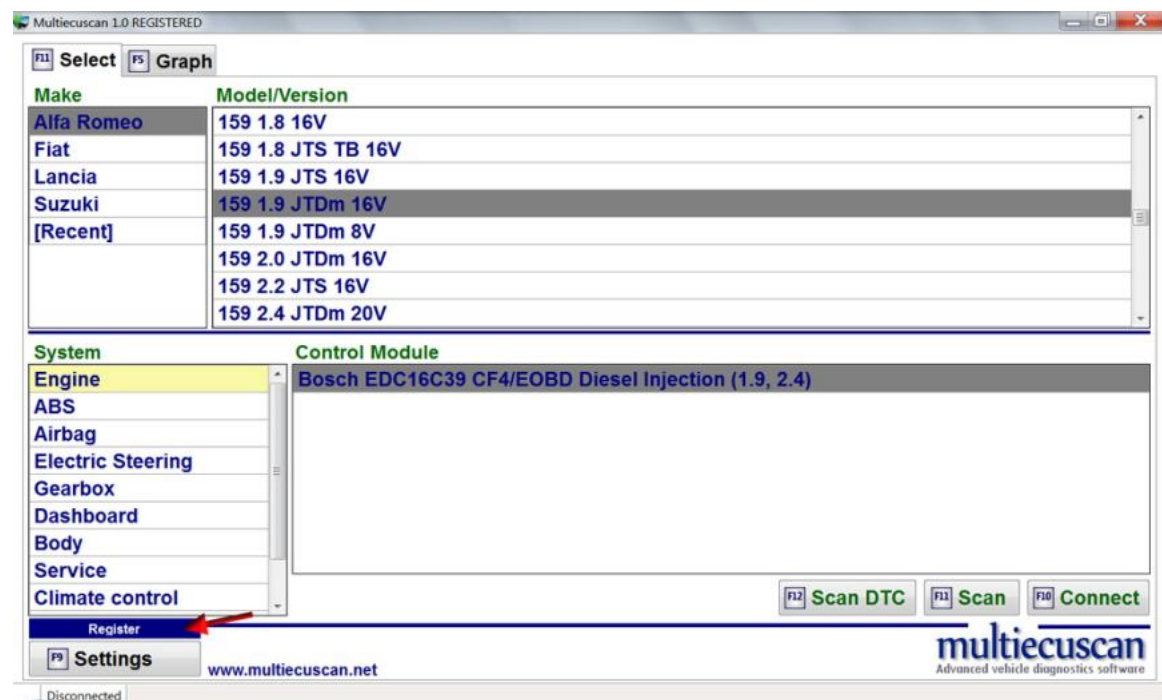 Multiecuscan 1.0 REGISTERED
F11 Select F5 Graph
Make Model/Version
Alfa Romeo 159 1.8 16V
Fiat 159 1.8 JTS TB 16V
Lancia 159 1.9 JTS 16V
Suzuki 159 1.9 JTDm 16V
[Recent] 159 1.9 JTDm 8V
159 2.0 JTDm 16V
159 2.2 JTS 16V
159 2.4 JTDm 20V
System Control Module
Engine Bosch EDC16C39 CF4/EOBD Diesel Injection (1.9, 2.4)
ABS
Airbag
Electric Steering
Gearbox
Dashboard
Body
Service
Climate control
F12 Scan DTC F11 Scan F10 Connect
Register
F9 Settings
www.multiecuscan.net
multiecuscan
Advanced vehicle diagnostics software
Disconnected